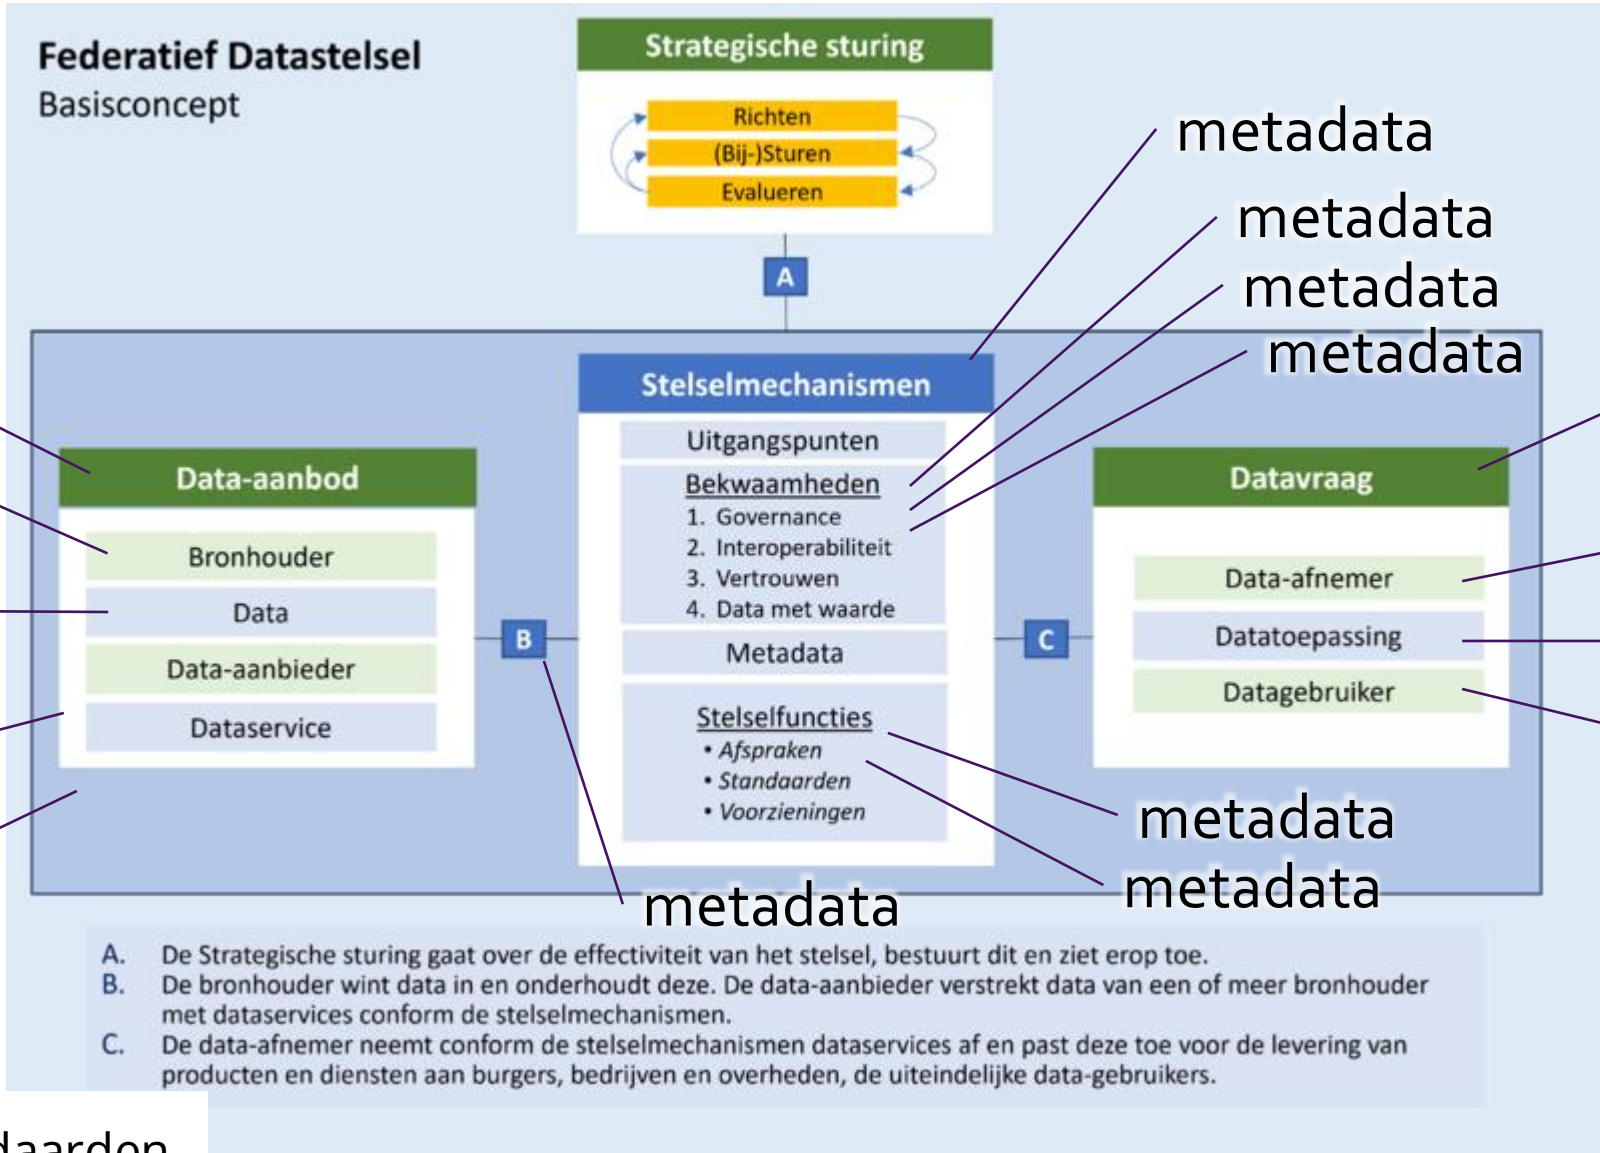 Federatief Datastelsel
Basisconcept
Strategische sturing
Richten
(Bij-)Sturen
Evalueren
A
metadata
metadata
metadata
metadata
Stelselmechanismen
Uitgangspunten
Bekwaamheden
1. Governance
2. Interoperabiliteit
3. Vertrouwen
4. Data met waarde
Metadata
Stelselfuncties
• Afspraken
• Standaarden
• Voorzieningen
Data-aanbod
Bronhouder
Data
Data-aanbieder
Dataservice
B
C
Datavraag
Data-afnemer
Datatoepassing
Datagebruiker
metadata
metadata
metadata
A. De Strategische sturing gaat over de effectiviteit van het stelsel, bestuurt dit en ziet erop toe.
B. De bronhouder wint data in en onderhoudt deze. De data-aanbieder verstrekt data van een of meer bronhouder
met dataservices conform de stelselmechanismen.
C. De data-afnemer neemt conform de stelselmechanismen dataservices af en past deze toe voor de levering van
producten en diensten aan burgers, bedrijven en overheden, de uiteindelijke data-gebruikers.